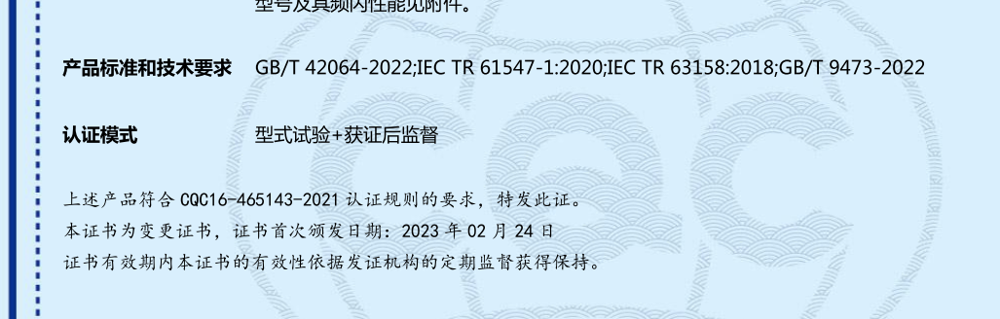 型号及其频闪性能见附件。
产品标准和技术要求 GB/T 42064-2022;IEC TR 61547-1:2020;IEC TR 63158:2018;GB/T 9473-2022
认证模式 型式试验+获证后监督
上述产品符合 CQC16-465143-2021 认证规则的要求，特发此证。
本证书为变更证书，证书首次颁发日期：2023 年 02 月 24 日
证书有效期内本证书的有效性依据发证机构的定期监督获得保持。
CQC